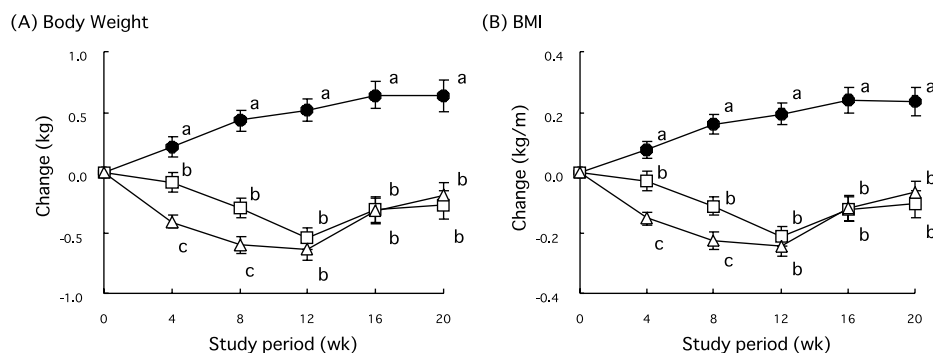 (A) Body Weight
(B) BMI
1.0
0.5
0.0
-0.5
-1.0
Change (kg)
a
a
a
a
a
b
b
b
b
b
c
c
b
b
b
0
4
8
12
16
20
Study period (wk)
0.4
0.2
0.0
-0.2
-0.4
Change (kg/m)
a
a
a
a
a
b
b
b
b
b
c
c
b
b
b
0
4
8
12
16
20
Study period (wk)